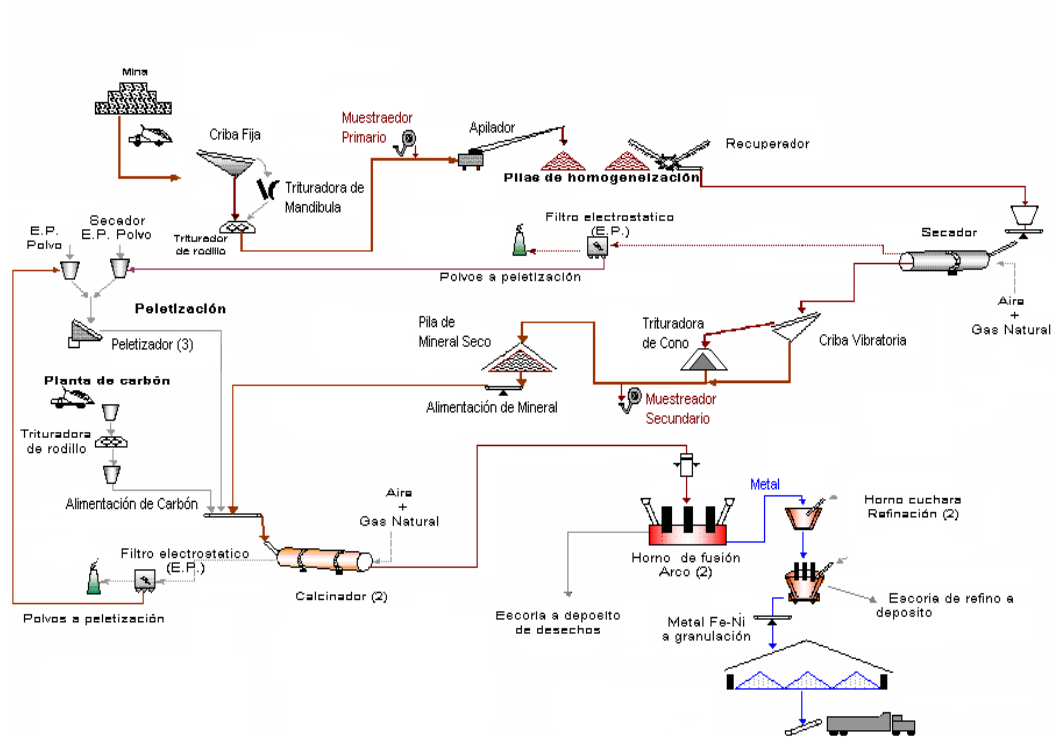 Mina
Criba Fija
Trituradora de
Mandibula
Triturador
de rodillo
Muestraedor
Primario
Apilador
Pilas de homogeneización
Recuperador
Secador
Aire
+
Gas Natural
Filtro electrostatico
(E.P.)
Polvos a peletización
E.P.
Polvo
Secador
E.P. Polvo
Peletización
Peletizador (3)
Pila de
Mineral Seco
Alimentación de Mineral
Trituradora
de Cono
Criba Vibratoria
Muestreador
Secundario
Planta de carbón
Trituradora
de rodillo
Alimentación de Carbón
Aire
+
Gas Natural
Filtro electrostatico
(E.P.)
Polvos a peletización
Calcinador (2)
Metal
Horno cuchara
Refinación (2)
Horno de fusión
Arco (2)
Escoria a deposito
de desechos
Escoria de refino a
deposito
Metal Fe-Ni
a granulación